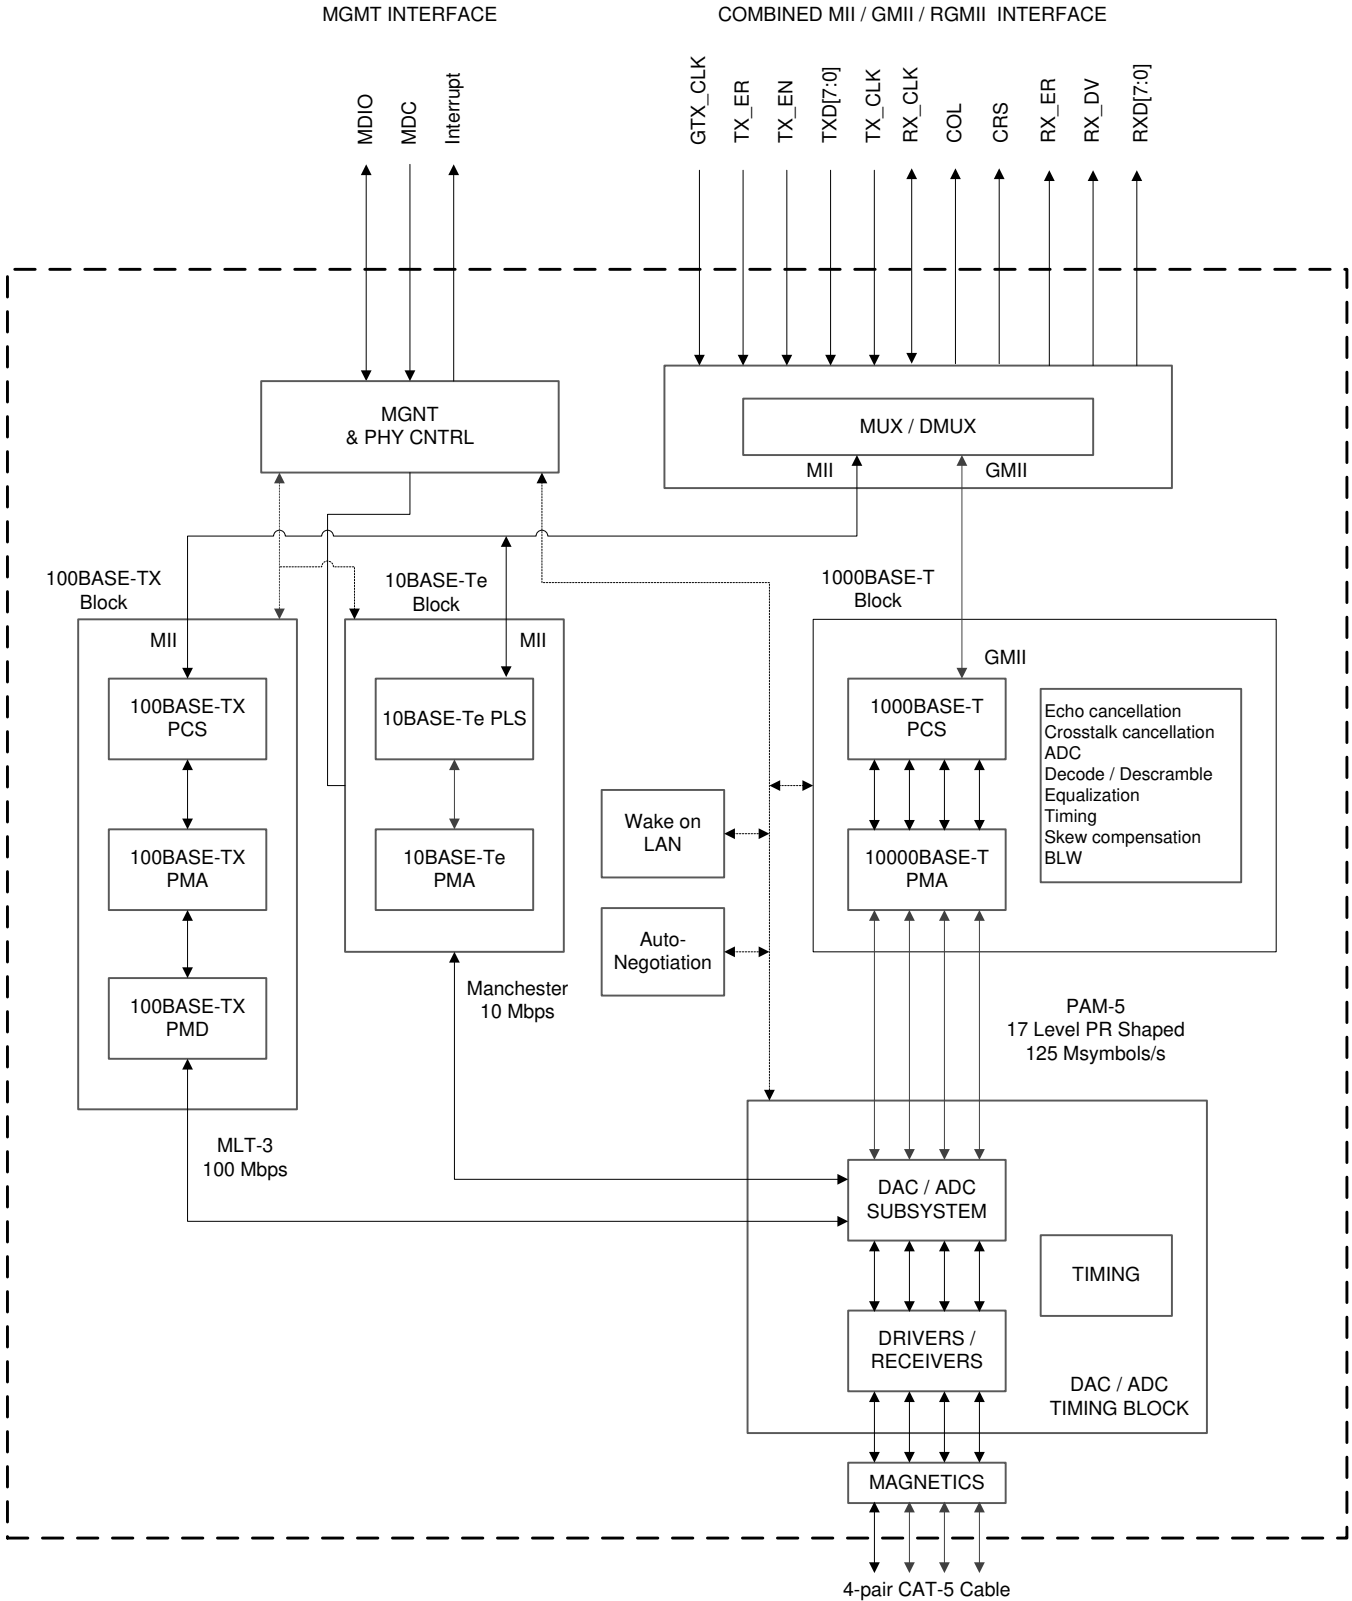 MGMT INTERFACE
COMBINED MII / GMII / RGMII INTERFACE
MDIO
MDC
Interrupt
GTX_CLK
TX_ER
TX_EN
TXD[7:0]
TX_CLK
RX_CLK
COL
CRS
RX_ER
RX_DV
RXD[7:0]
MGNT
& PHY CNTRL
MUX / DMUX
MII
GMII
100BASE-TX
Block
10BASE-Te
Block
1000BASE-T
Block
MII
MII
GMII
100BASE-TX
PCS
10BASE-Te PLS
1000BASE-T
PCS
Echo cancellation
Crosstalk cancellation
ADC
Decode / Descramble
Equalization
Timing
Skew compensation
BLW
Wake on
LAN
100BASE-TX
PMA
10BASE-Te
PMA
10000BASE-T
PMA
Auto-
Negotiation
100BASE-TX
PMD
Manchester
10 Mbps
PAM-5
17 Level PR Shaped
125 Msymbols/s
MLT-3
100 Mbps
DAC / ADC
SUBSYSTEM
TIMING
DRIVERS /
RECEIVERS
DAC / ADC
TIMING BLOCK
MAGNETICS
4-pair CAT-5 Cable